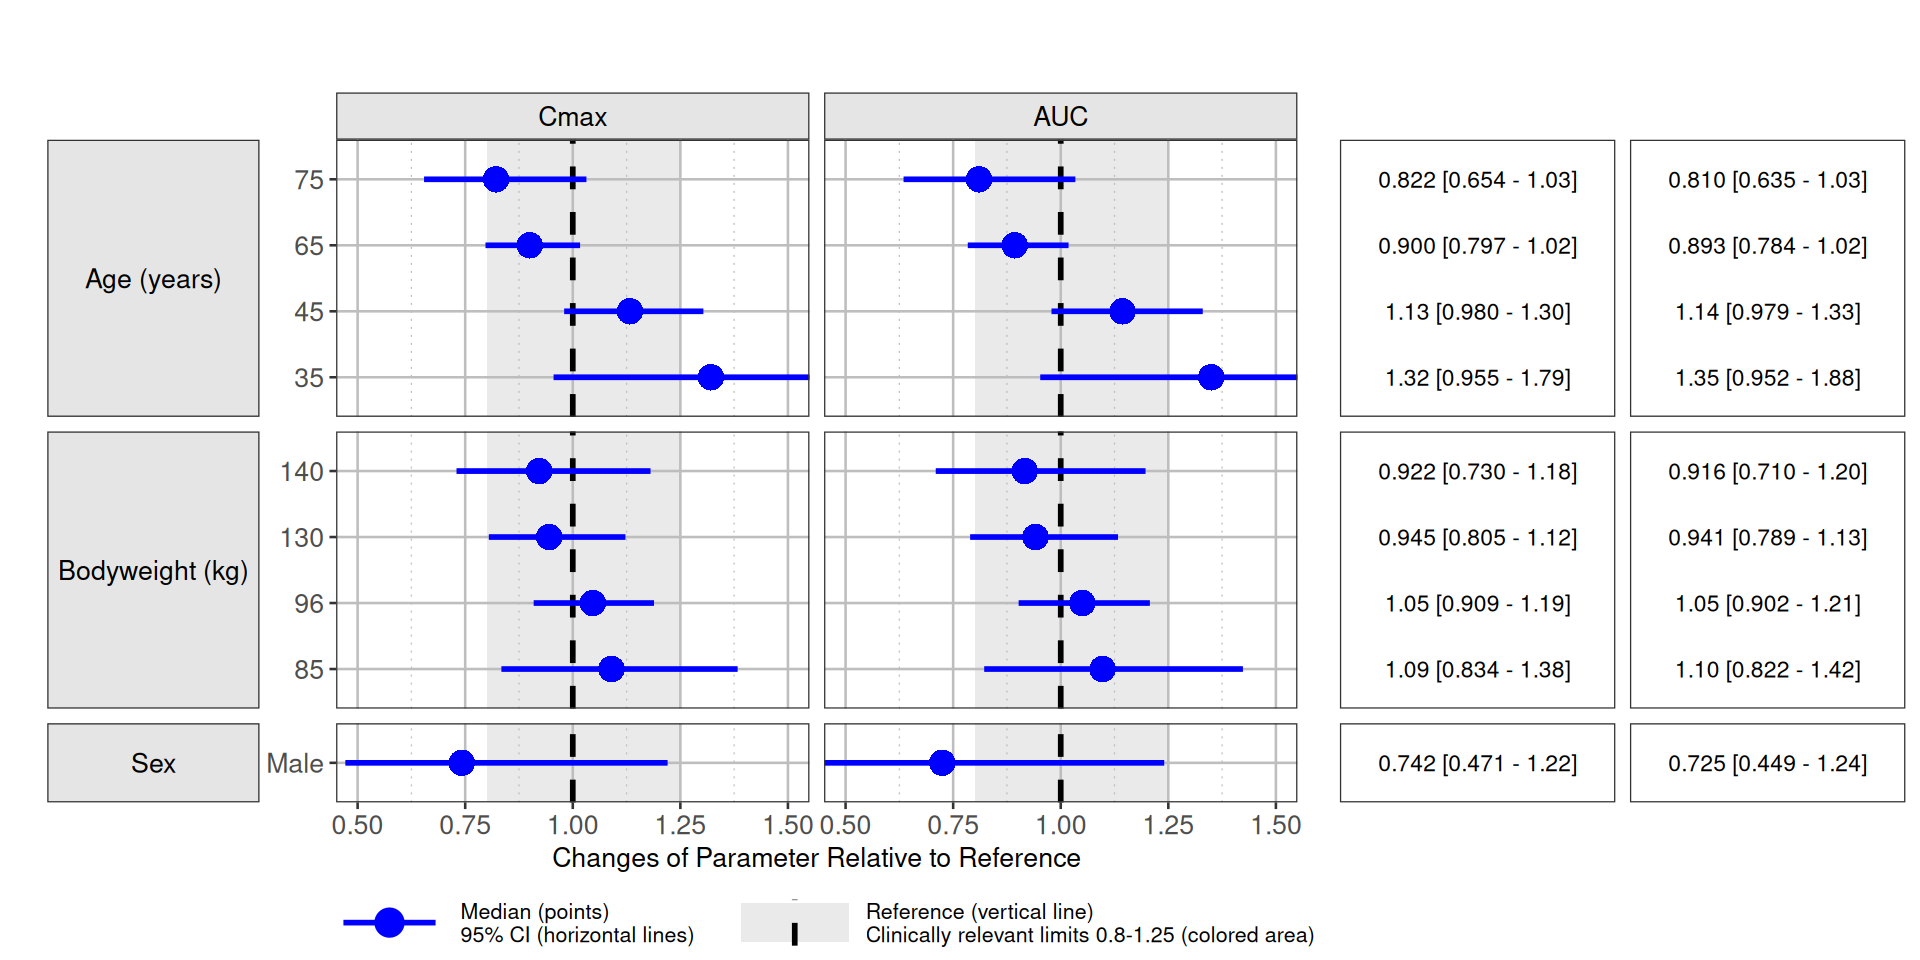 Cmax
AUC
Age (years)
75
0.822 [0.654 - 1.03]
0.810 [0.635 - 1.03]
65
0.900 [0.797 - 1.02]
0.893 [0.784 - 1.02]
45
1.13 [0.980 - 1.30]
1.14 [0.979 - 1.33]
35
1.32 [0.955 - 1.79]
1.35 [0.952 - 1.88]
Bodyweight (kg)
140
0.922 [0.730 - 1.18]
0.916 [0.710 - 1.20]
130
0.945 [0.805 - 1.12]
0.941 [0.789 - 1.13]
96
1.05 [0.909 - 1.19]
1.05 [0.902 - 1.21]
85
1.09 [0.834 - 1.38]
1.10 [0.822 - 1.42]
Sex
Male
0.742 [0.471 - 1.22]
0.725 [0.449 - 1.24]
0.50 0.75 1.00 1.25 1.50
0.50 0.75 1.00 1.25 1.50
Changes of Parameter Relative to Reference
Median (points)
95% CI (horizontal lines)
Reference (vertical line)
Clinically relevant limits 0.8-1.25 (colored area)